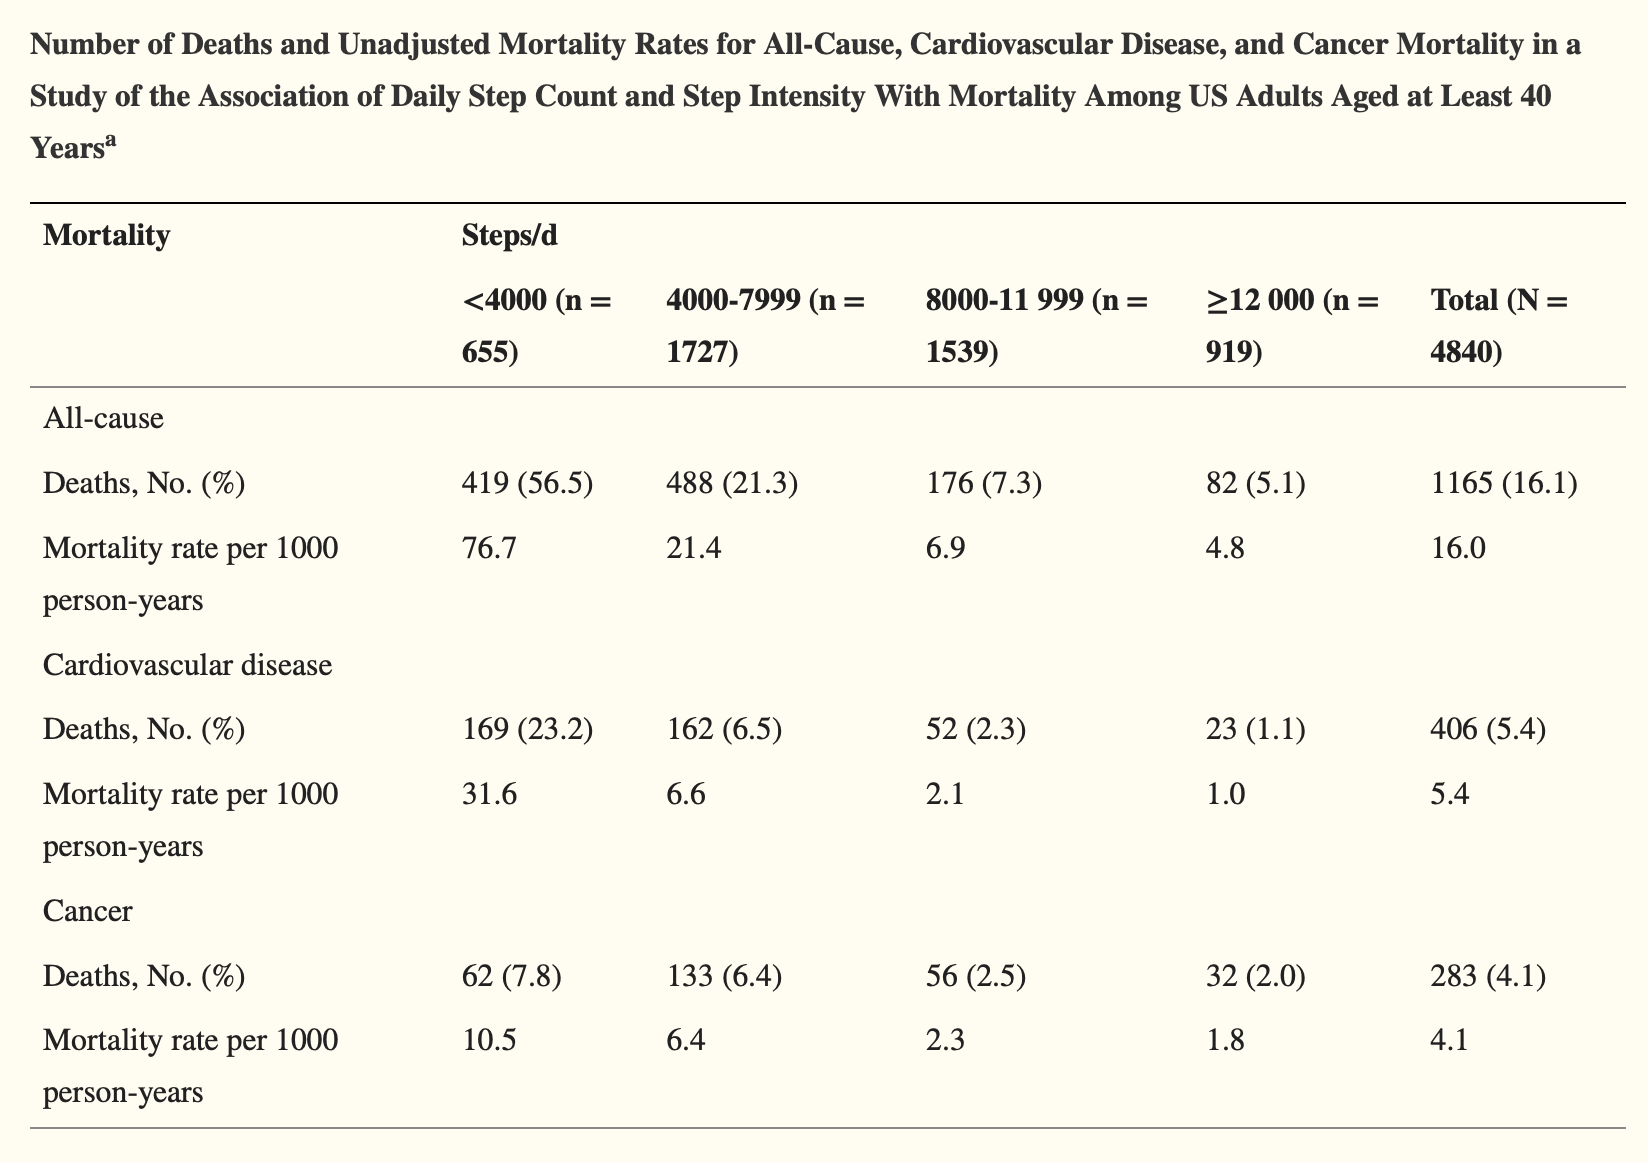 Number of Deaths and Unadjusted Mortality Rates for All-Cause, Cardiovascular Disease, and Cancer Mortality in a
Study of the Association of Daily Step Count and Step Intensity With Mortality Among US Adults Aged at Least 40
Yearsa
Mortality Steps/d
<4000 (n = 4000-7999 (n = 8000-11 999 (n = ≥12 000 (n = Total (N =
655) 1727) 1539) 919) 4840)
All-cause
Deaths, No. (%) 419 (56.5) 488 (21.3) 176 (7.3) 82 (5.1) 1165 (16.1)
Mortality rate per 1000 76.7 21.4 6.9 4.8 16.0
person-years
Cardiovascular disease
Deaths, No. (%) 169 (23.2) 162 (6.5) 52 (2.3) 23 (1.1) 406 (5.4)
Mortality rate per 1000 31.6 6.6 2.1 1.0 5.4
person-years
Cancer
Deaths, No. (%) 62 (7.8) 133 (6.4) 56 (2.5) 32 (2.0) 283 (4.1)
Mortality rate per 1000 10.5 6.4 2.3 1.8 4.1
person-years